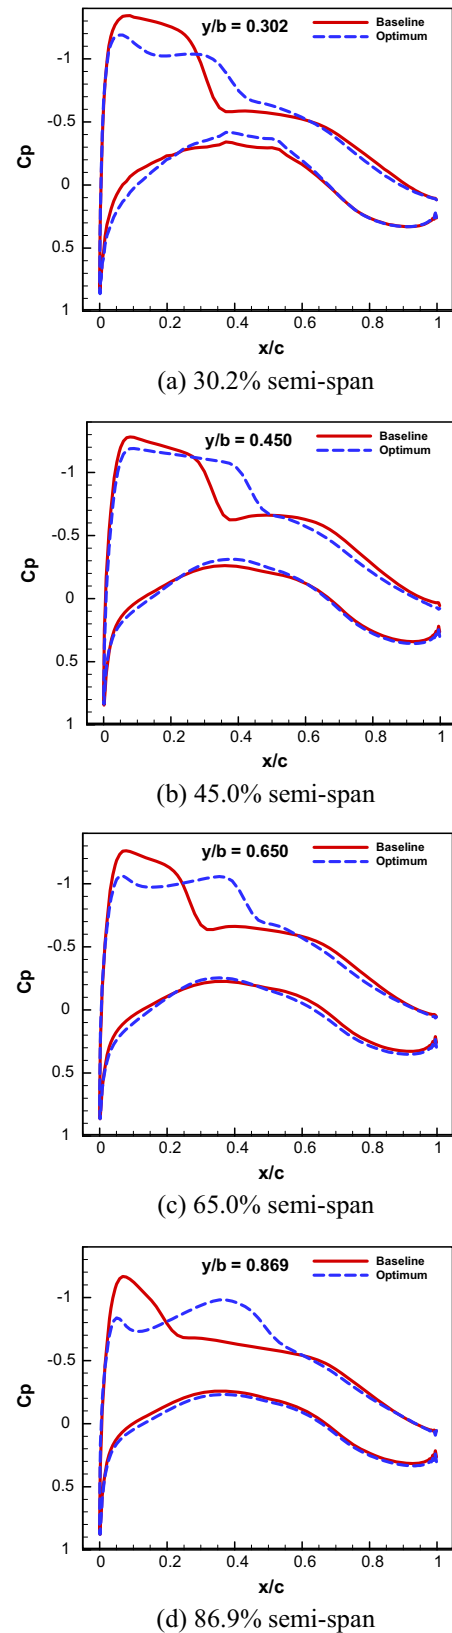 y/b = 0.302
Baseline
Optimum
-1
-0.5
0
0.5
1
Cp
0 0.2 0.4 0.6 0.8 1
x/c
(a) 30.2% semi-span
y/b = 0.450
Baseline
Optimum
-1
-0.5
0
0.5
1
Cp
0 0.2 0.4 0.6 0.8 1
x/c
(b) 45.0% semi-span
y/b = 0.650
Baseline
Optimum
-1
-0.5
0
0.5
1
Cp
0 0.2 0.4 0.6 0.8 1
x/c
(c) 65.0% semi-span
y/b = 0.869
Baseline
Optimum
-1
-0.5
0
0.5
1
Cp
0 0.2 0.4 0.6 0.8 1
x/c
(d) 86.9% semi-span